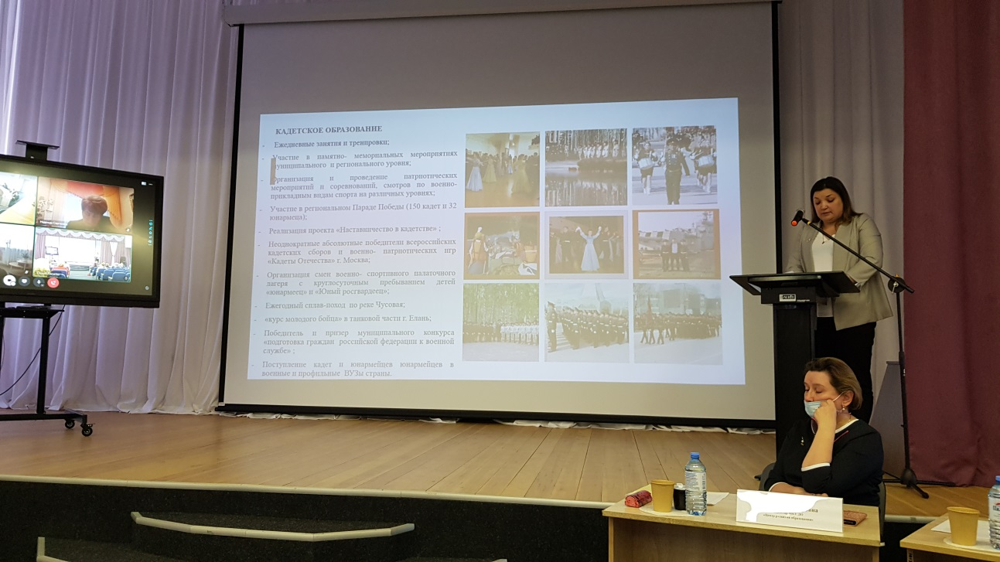 КАДЕТСКОЕ ОБРАЗОВАНИЕ
- Ежедневные занятия и тренировки;
- Участие в памятно- мемориальных мероприятиях
муниципального и регионального уровня;
- Организация и проведение патриотических
мероприятий и соревнований, смотров по военно-
прикладным видам спорта на различных уровнях;
- Участие в региональном Параде Победы (150 кадет и 32
юнармейца);
- Реализация проекта «Наставничество в кадетстве» ;
- Неоднократные абсолютные победители всероссийских
кадетских сборов и военно- патриотических игр
«Кадеты Отечества» г. Москва;
- Организация смен военно- спортивного палаточного
лагеря с круглосуточным пребыванием детей
«юнармеец» и «Юный росгвардеец»;
- Ежегодный сплав-поход по реке Чусовая;
- «курс молодого бойца» в танковой части г. Елань;
- Победитель и призер муниципального конкурса
«подготовка граждан российской федерации к военной
службе» ;
- Поступление кадет и юнармейцев юнармейцев в
военные и профильные ВУЗы страны.
«Центр развития образования»